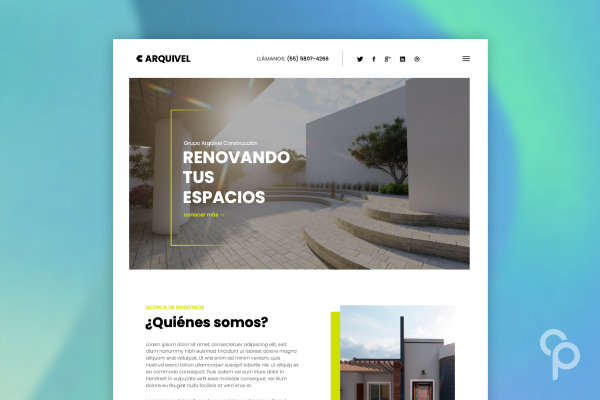 ARQUIVEL
LLÁMANOS: (55) 5807-4266
Grupo Arquivel Construcción
RENOVANDO
TUS
ESPACIOS
conocer más →
ACERCA DE NOSOTROS
¿Quiénes somos?
Lorem ipsum dolor sit amet, consectetuer adipiscing elit, sed
diam nonummy nibh euismod tincidunt ut laoreet dolore magna
aliquam erat volutpat. Ut wisi enim ad minim veniam, quis
nostrud exerci tation ullamcorper suscipit lobortis nisl ut aliquip ex
ea commodo consequat. Duis autem vel eum iriure dolor in
hendrerit in vulputate velit esse molestie consequat, vel illum
dolore eu feugiat nulla facilisis at vero eros et.